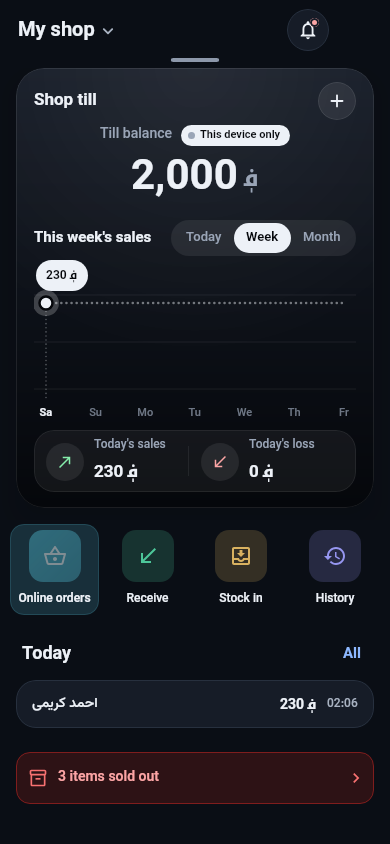 My shop
Shop till
Till balance This device only
2,000 ؋
This week's sales Today Week Month
230 ؋
Sa Su Mo Tu We Th Fr
Today's sales Today's loss
230 ؋ 0 ؋
Online orders Receive Stock in History
Today All
احمد کریمی 230 ؋ 02:06
3 items sold out